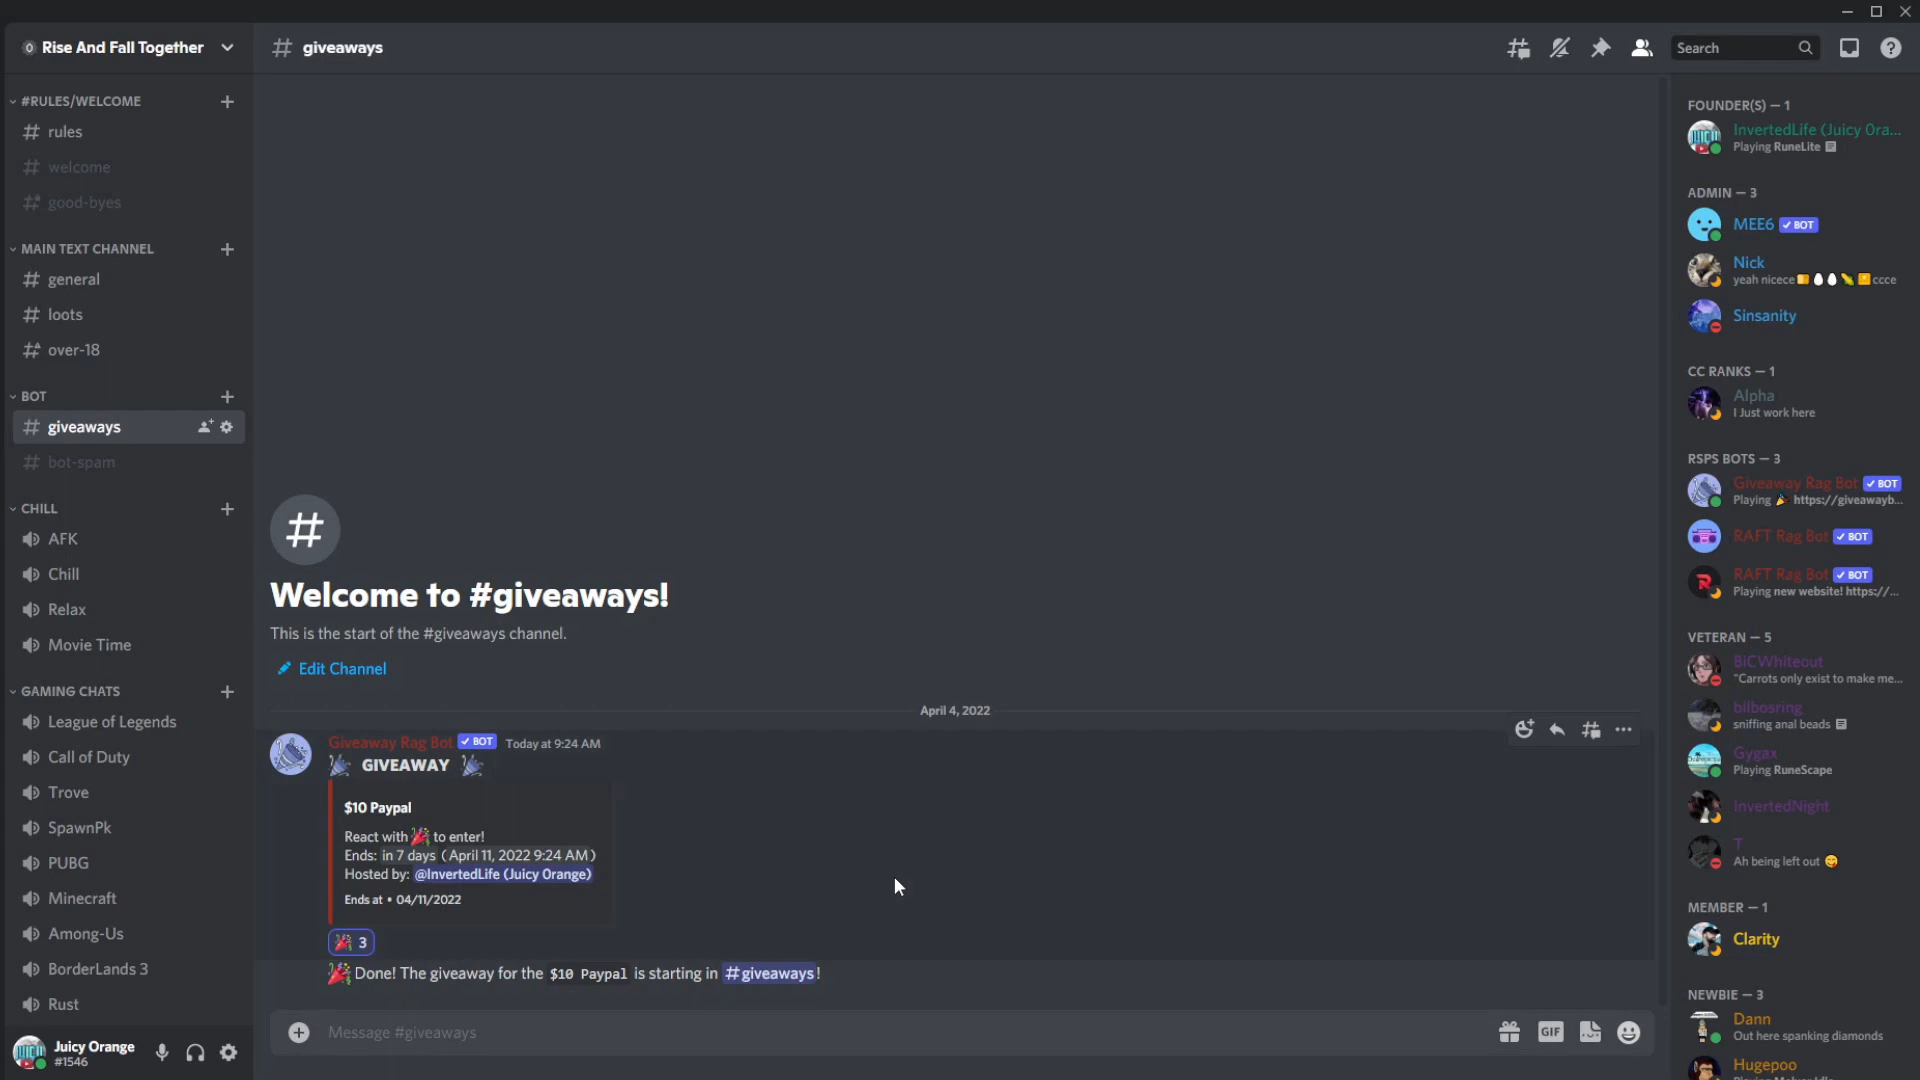 Rise And Fall Together
giveaways
Search
#RULES/WELCOME
rules
welcome
good-byes
MAIN TEXT CHANNEL
general
loots
over-18
BOT
giveaways
bot-spam
CHILL
AFK
Chill
Relax
Movie Time
GAMING CHATS
League of Legends
Call of Duty
Trove
SpawnPk
PUBG
Minecraft
Among-Us
BorderLands 3
Rust
Juicy Orange
#1546
#
Welcome to #giveaways!
This is the start of the #giveaways channel.
Edit Channel
April 4, 2022
Giveaway Rag Bot ✓ BOT Today at 9:24 AM
GIVEAWAY
$10 Paypal
React with 🎉 to enter!
Ends: in 7 days (April 11, 2022 9:24 AM)
Hosted by: @InvertedLife (Juicy Orange)
Ends at • 04/11/2022
🎉 3
🎉 Done! The giveaway for the $10 Paypal is starting in #giveaways!
Message #giveaways
GIF
FOUNDER(S) — 1
InvertedLife (Juicy Ora...
Playing RuneLite
ADMIN — 3
MEE6 ✓ BOT
Nick
yeah nicece ccce
Sinsanity
CC RANKS — 1
Alpha
I Just work here
RSPS BOTS — 3
Giveaway Rag Bot ✓ BOT
Playing 🎉 https://giveawayb...
RAFT Rag Bot ✓ BOT
RAFT Rag Bot ✓ BOT
Playing new website! https://...
VETERAN — 5
BiCWhiteout
"Carrots only exist to make me...
bilbosring
sniffing anal beads
Gygax
Playing RuneScape
InvertedNight
T
Ah being left out 😋
MEMBER — 1
Clarity
NEWBIE — 3
Dann
Out here spanking diamonds
Hugepoo